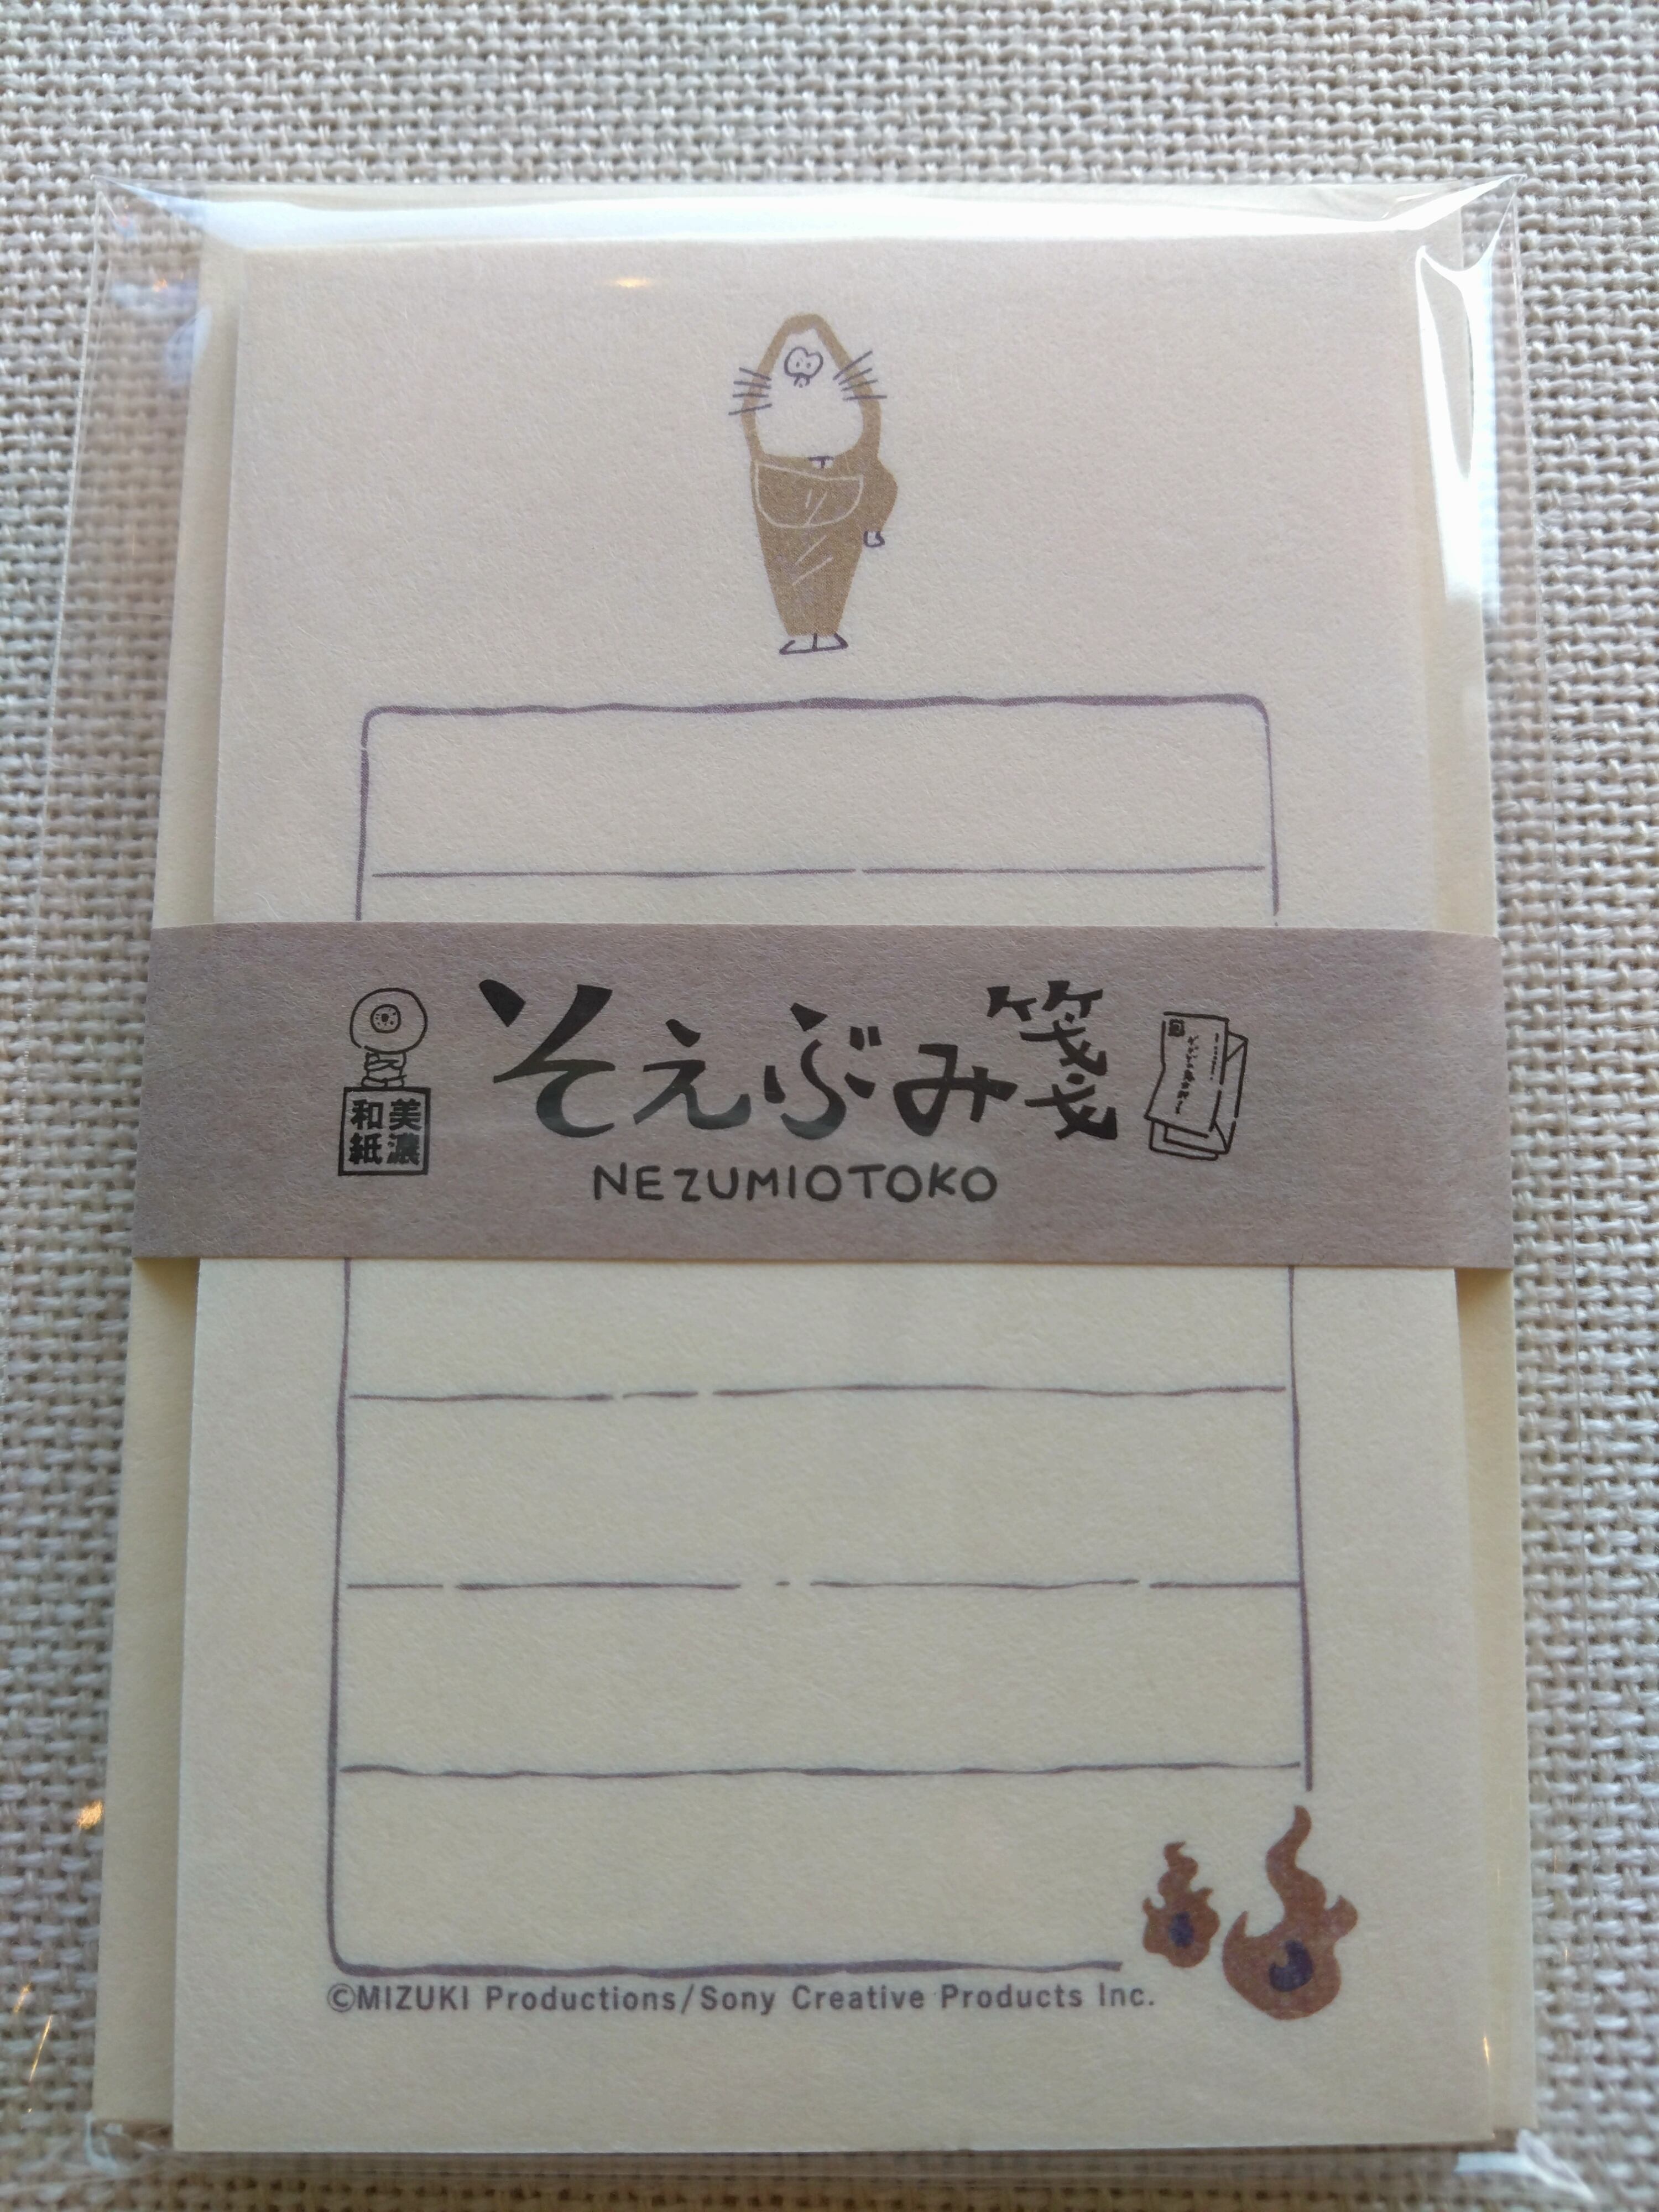 そえぶみ箋
美濃
和紙
NEZUMIOTOKO
©MIZUKI Productions/Sony Creative Products Inc.